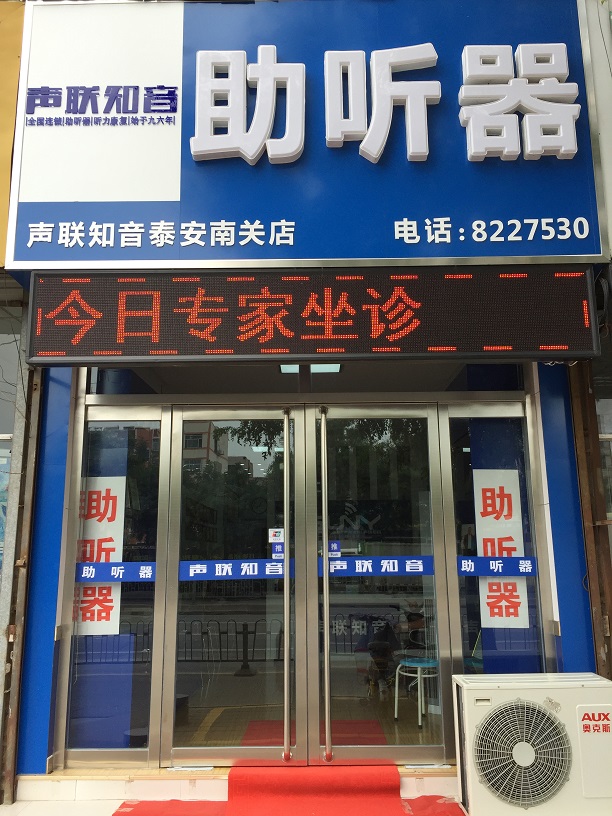 声联知音
|全国连锁|助听器|听力康复|始于九六年|
助听器
声联知音泰安南关店
电话:8227530
今日专家坐诊
助听器
助听器
助听器
声联知音
声联知音
助听器
推
推
AUX
奥克斯